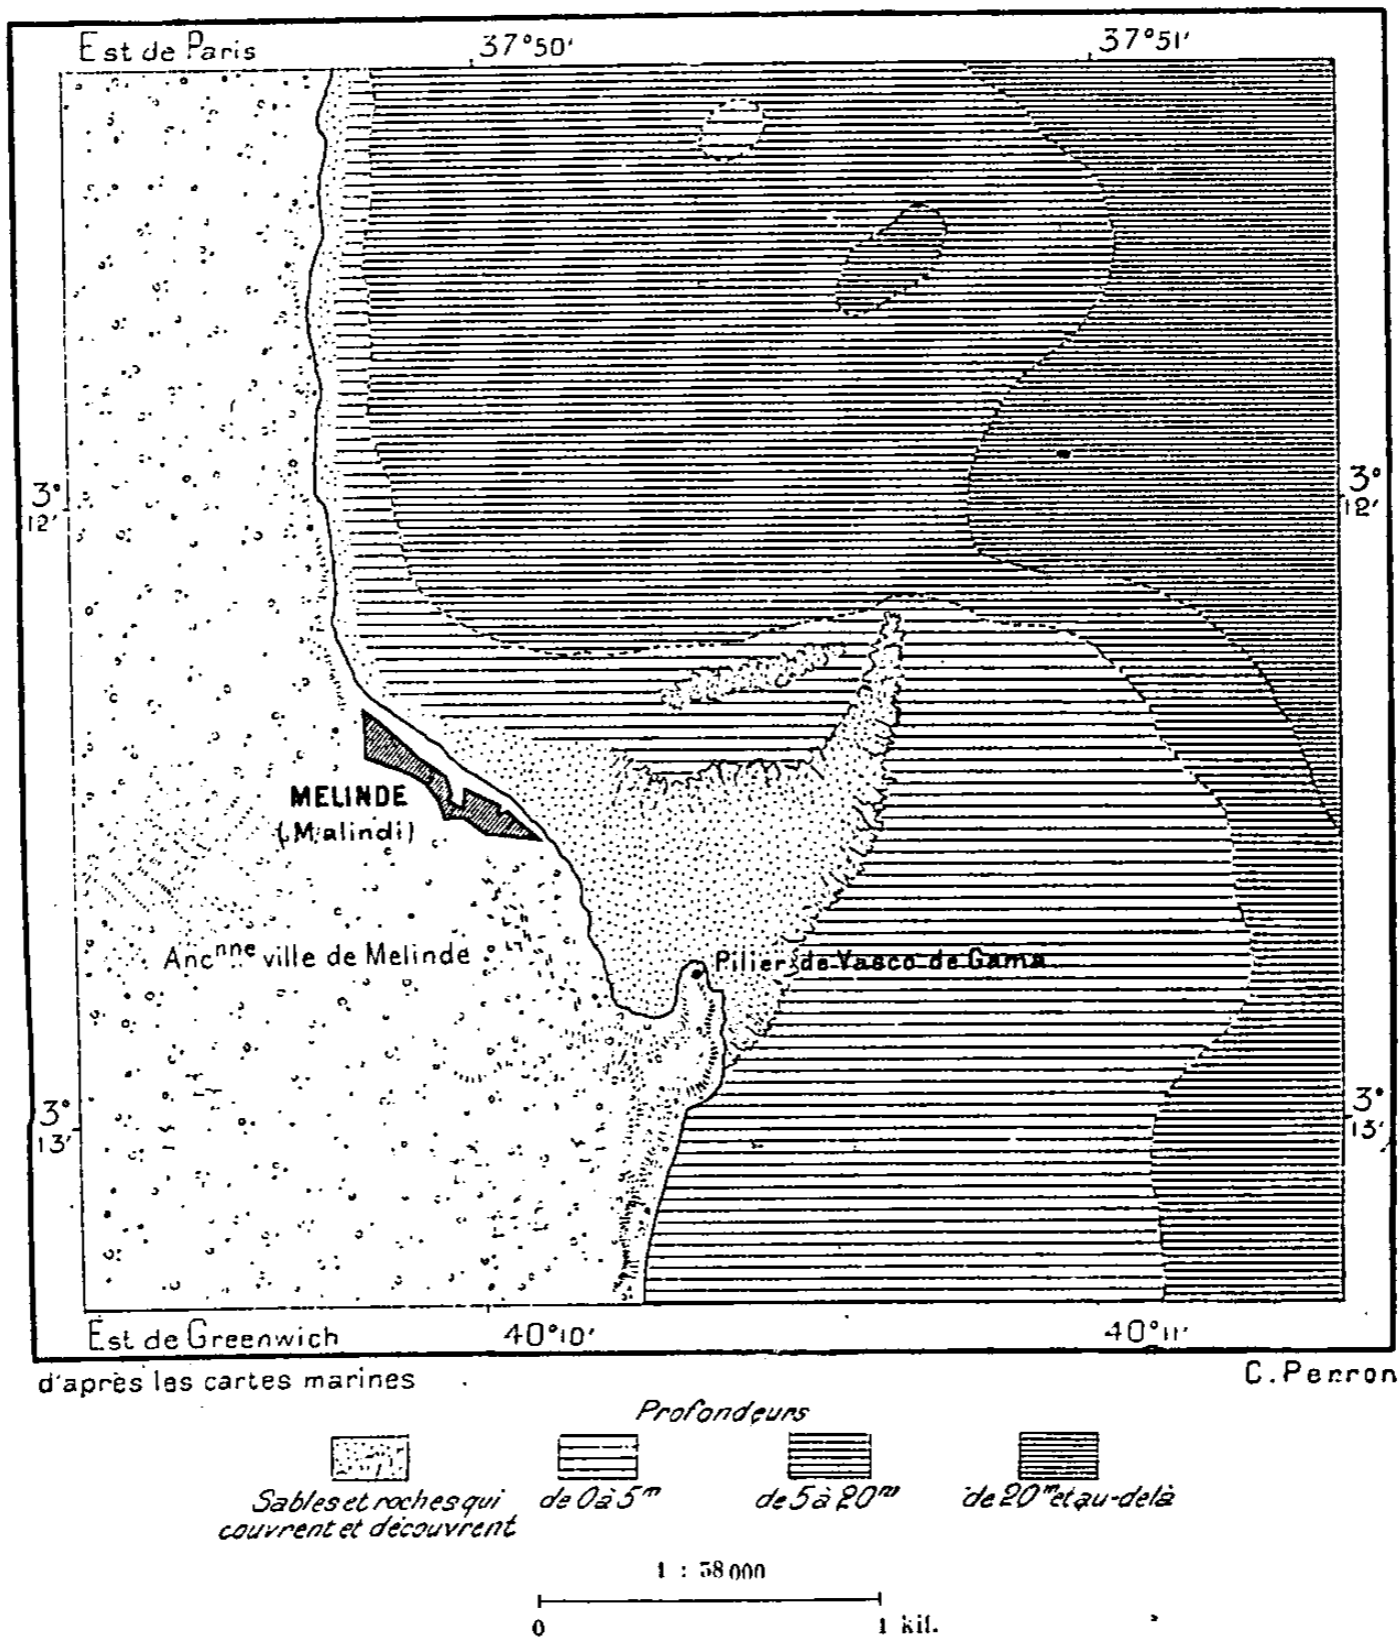 Est de Paris 37°50' 37°51'
3° 3°
12' 12'
MELINDE
(Malindi)
Ancnne ville de Melinde
Pilier de Vasco de Gama
3° 3°
13' 13'
Est de Greenwich 40°10' 40°11'
d'après les cartes marines C. Perron
Profondeurs
Sables et roches qui de 0 à 5m de 5 à 20m de 20m et au-delà
couvrent et découvrent
1 : 38 000
0 1 kil.